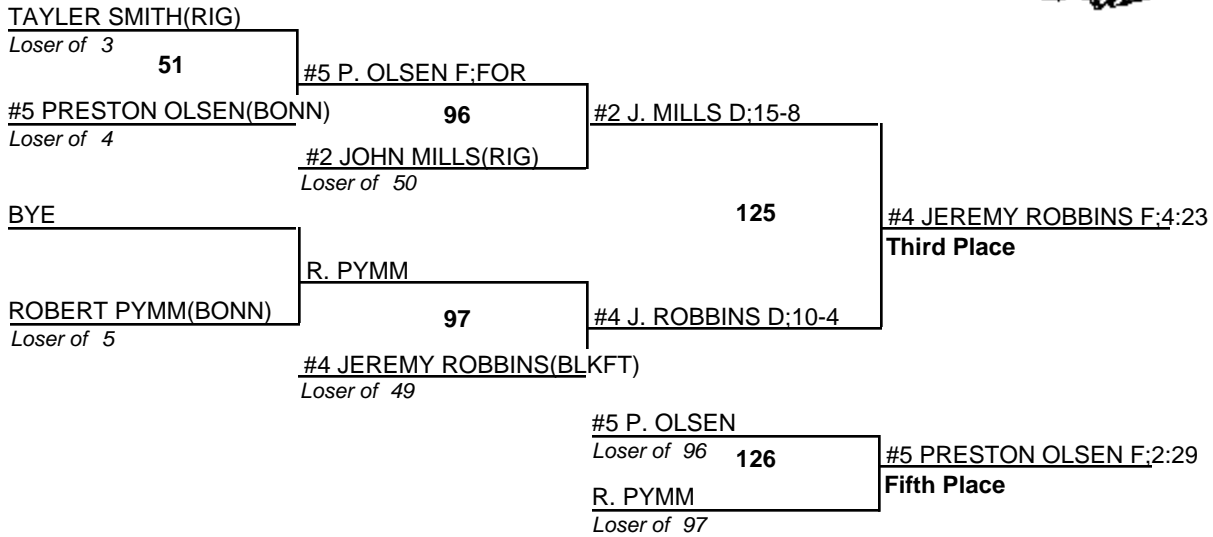 TAYLER SMITH(RIG)
Loser of 3
51
#5 P. OLSEN F;FOR
#5 PRESTON OLSEN(BONN)
Loser of 4
96
#2 J. MILLS D;15-8
#2 JOHN MILLS(RIG)
Loser of 50
BYE
125
#4 JEREMY ROBBINS F;4:23
Third Place
R. PYMM
ROBERT PYMM(BONN)
Loser of 5
97
#4 J. ROBBINS D;10-4
#4 JEREMY ROBBINS(BLKFT)
Loser of 49
#5 P. OLSEN
Loser of 96
126
#5 PRESTON OLSEN F;2:29
Fifth Place
R. PYMM
Loser of 97